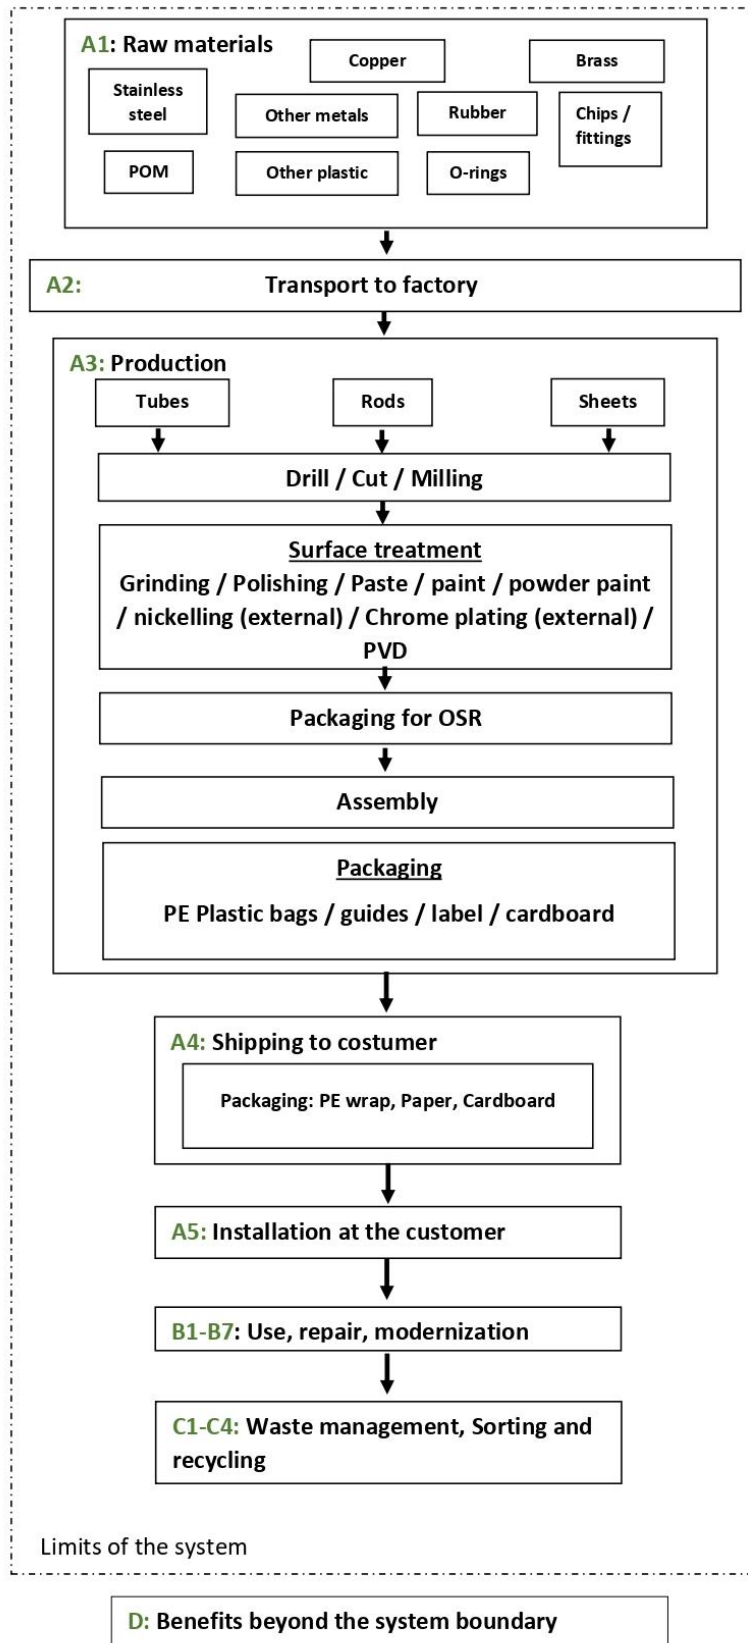 A1: Raw materials
Copper
Brass
Stainless
steel
Other metals
Rubber
Chips /
fittings
POM
Other plastic
O-rings
A2: Transport to factory
A3: Production
Tubes
Rods
Sheets
Drill / Cut / Milling
Surface treatment
Grinding / Polishing / Paste / paint / powder paint
/ nickelling (external) / Chrome plating (external) /
PVD
Packaging for OSR
Assembly
Packaging
PE Plastic bags / guides / label / cardboard
A4: Shipping to costumer
Packaging: PE wrap, Paper, Cardboard
A5: Installation at the customer
B1-B7: Use, repair, modernization
C1-C4: Waste management, Sorting and
recycling
Limits of the system
D: Benefits beyond the system boundary